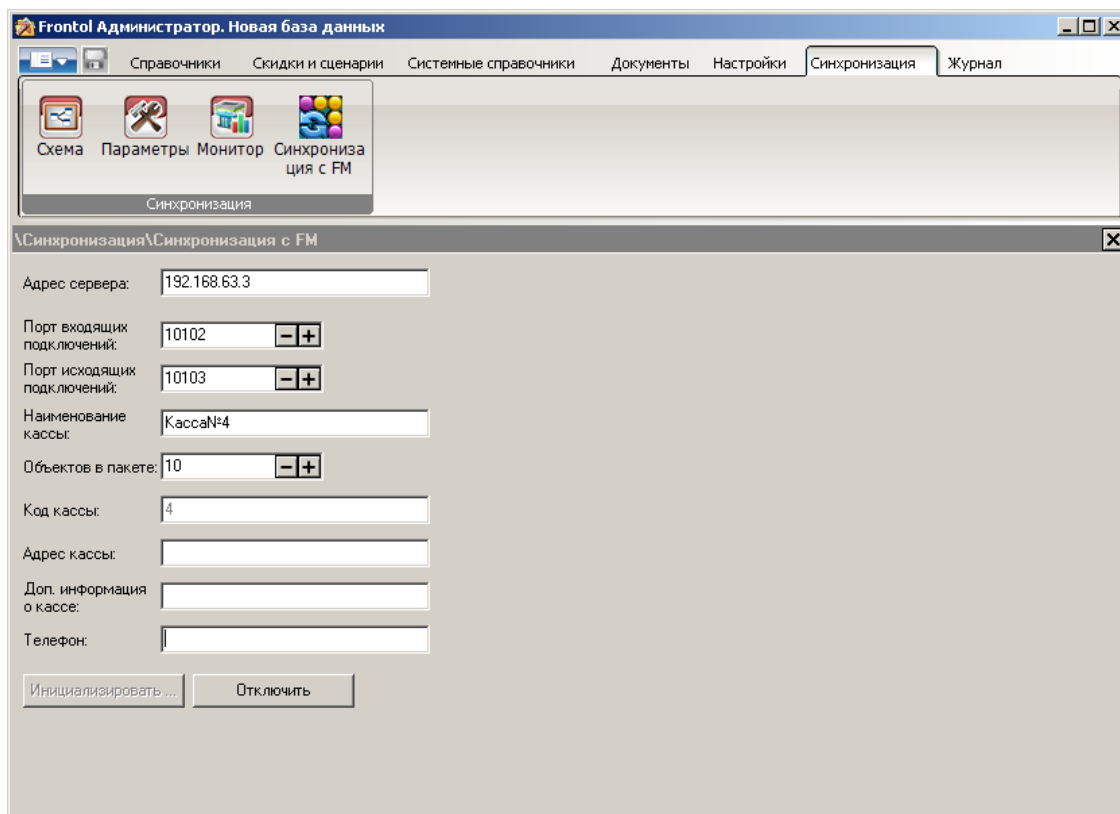 Frontol Администратор. Новая база данных
Справочники Скидки и сценарии Системные справочники Документы Настройки Синхронизация Журнал
Схема Параметры Монитор Синхрониза
ция с FM
Синхронизация
\Синхронизация\Синхронизация с FM
Адрес сервера: 192.168.63.3
Порт входящих
подключений: 10102
Порт исходящих
подключений: 10103
Наименование
кассы: Касса№4
Объектов в пакете: 10
Код кассы: 4
Адрес кассы:
Доп. информация
о кассе:
Телефон:
Инициализировать ... Отключить